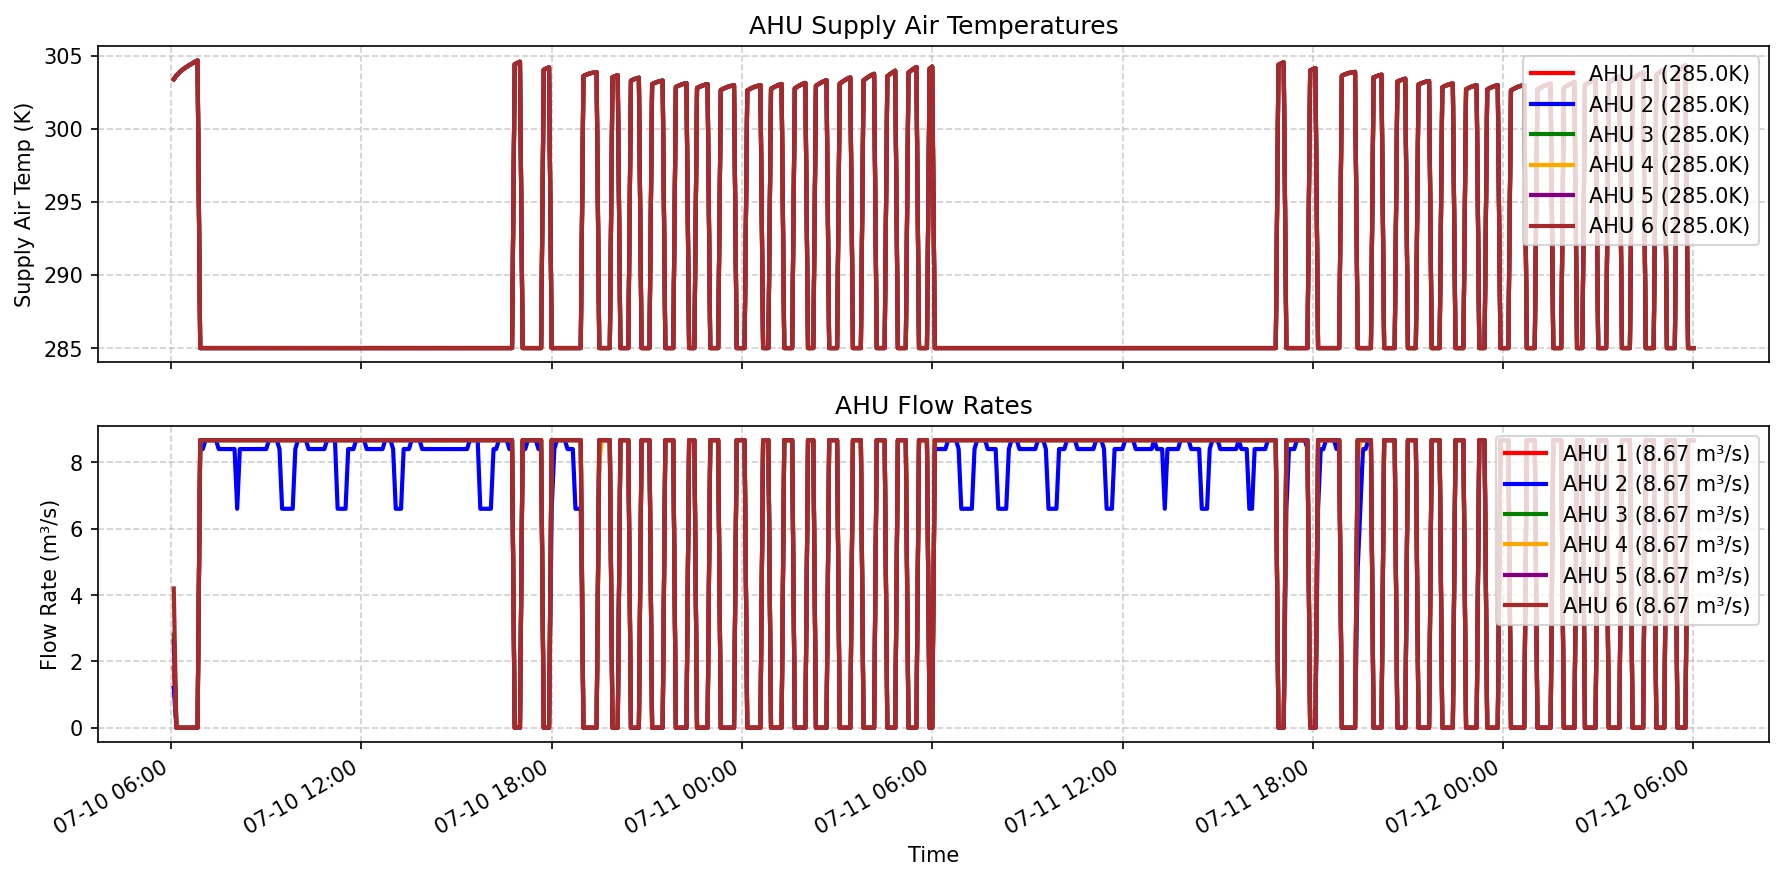 AHU Supply Air Temperatures
Supply Air Temp (K)
305
300
295
290
285
AHU 1 (285.0K)
AHU 2 (285.0K)
AHU 3 (285.0K)
AHU 4 (285.0K)
AHU 5 (285.0K)
AHU 6 (285.0K)
AHU Flow Rates
Flow Rate (m³/s)
8
6
4
2
0
AHU 1 (8.67 m³/s)
AHU 2 (8.67 m³/s)
AHU 3 (8.67 m³/s)
AHU 4 (8.67 m³/s)
AHU 5 (8.67 m³/s)
AHU 6 (8.67 m³/s)
07-10 06:00
07-10 12:00
07-10 18:00
07-11 00:00
07-11 06:00
07-11 12:00
07-11 18:00
07-12 00:00
07-12 06:00
Time